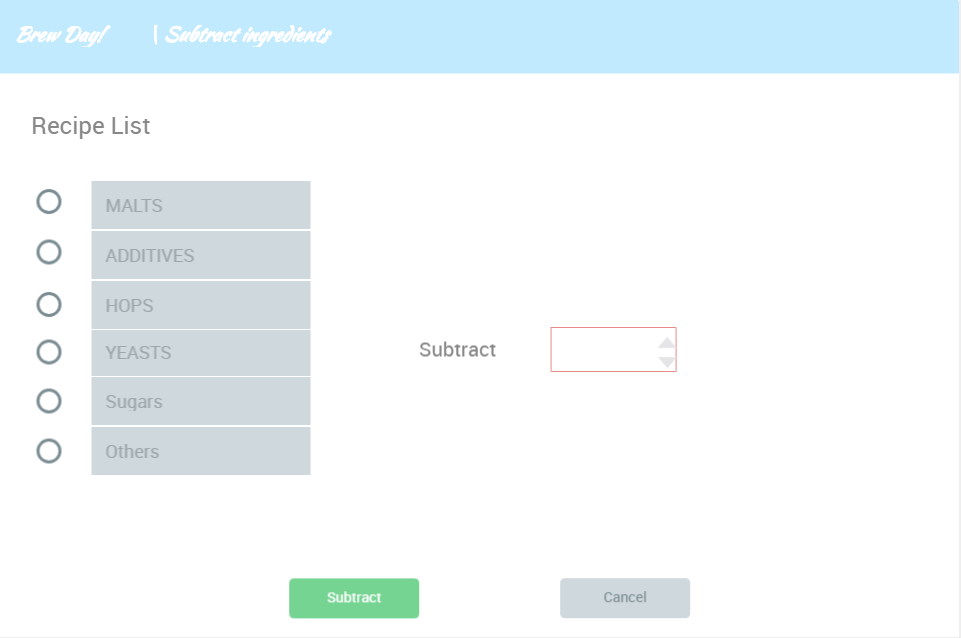 Brew Day! | Subtract ingredients
Recipe List
MALTS
ADDITIVES
HOPS
YEASTS
Subtract
Sugars
Others
Subtract Cancel